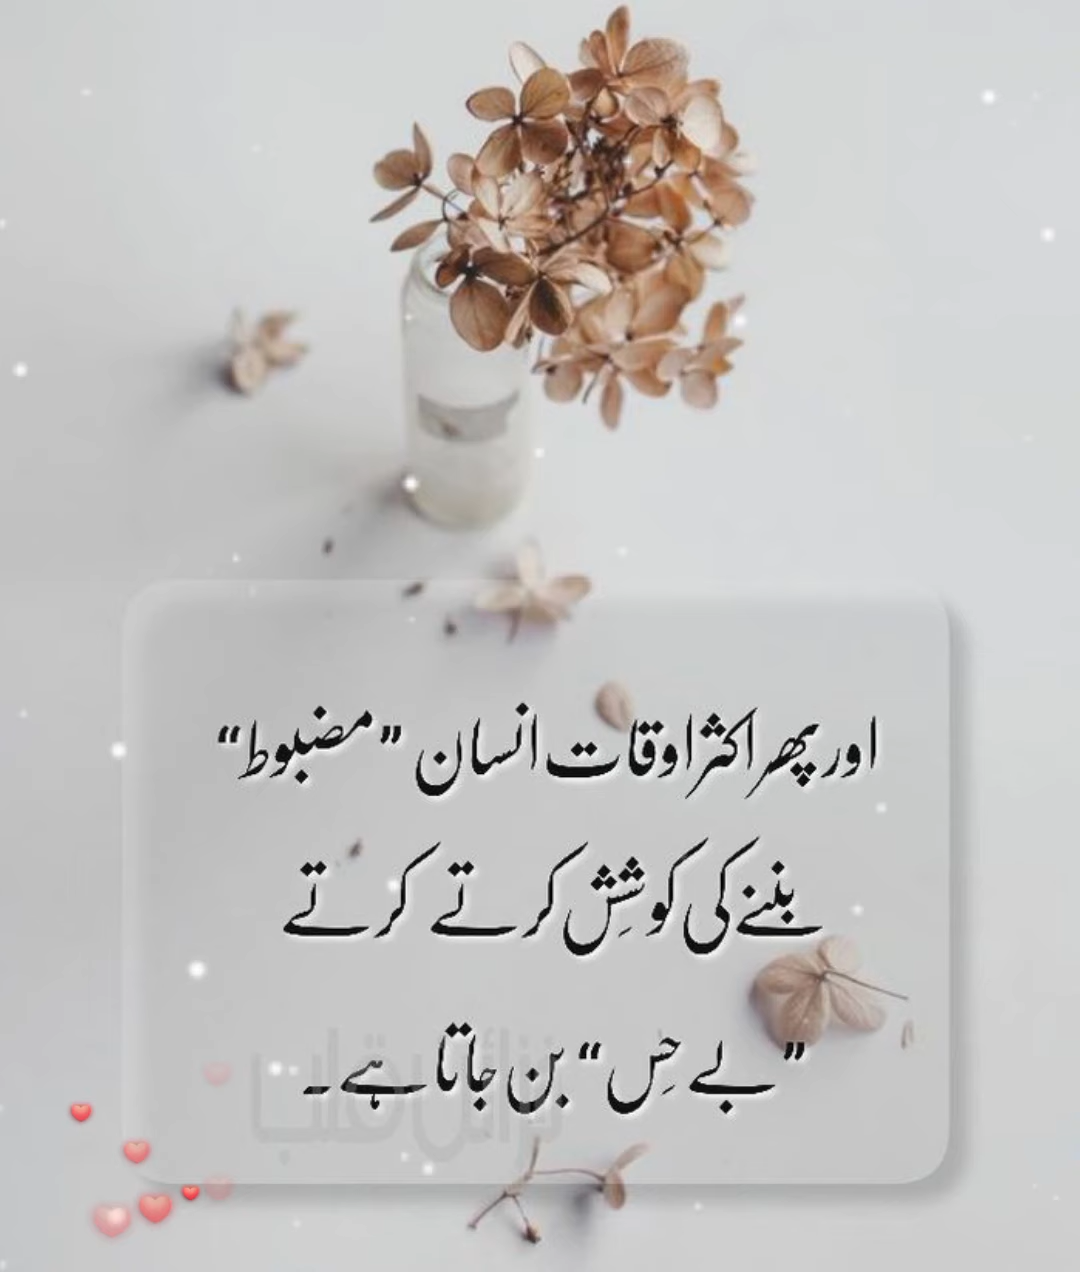 اور پھر اکثر اوقات انسان ”مضبوط“
بننے کی کوشِش کرتے کرتے
”بے حِس“ بن جاتا ہے ۔